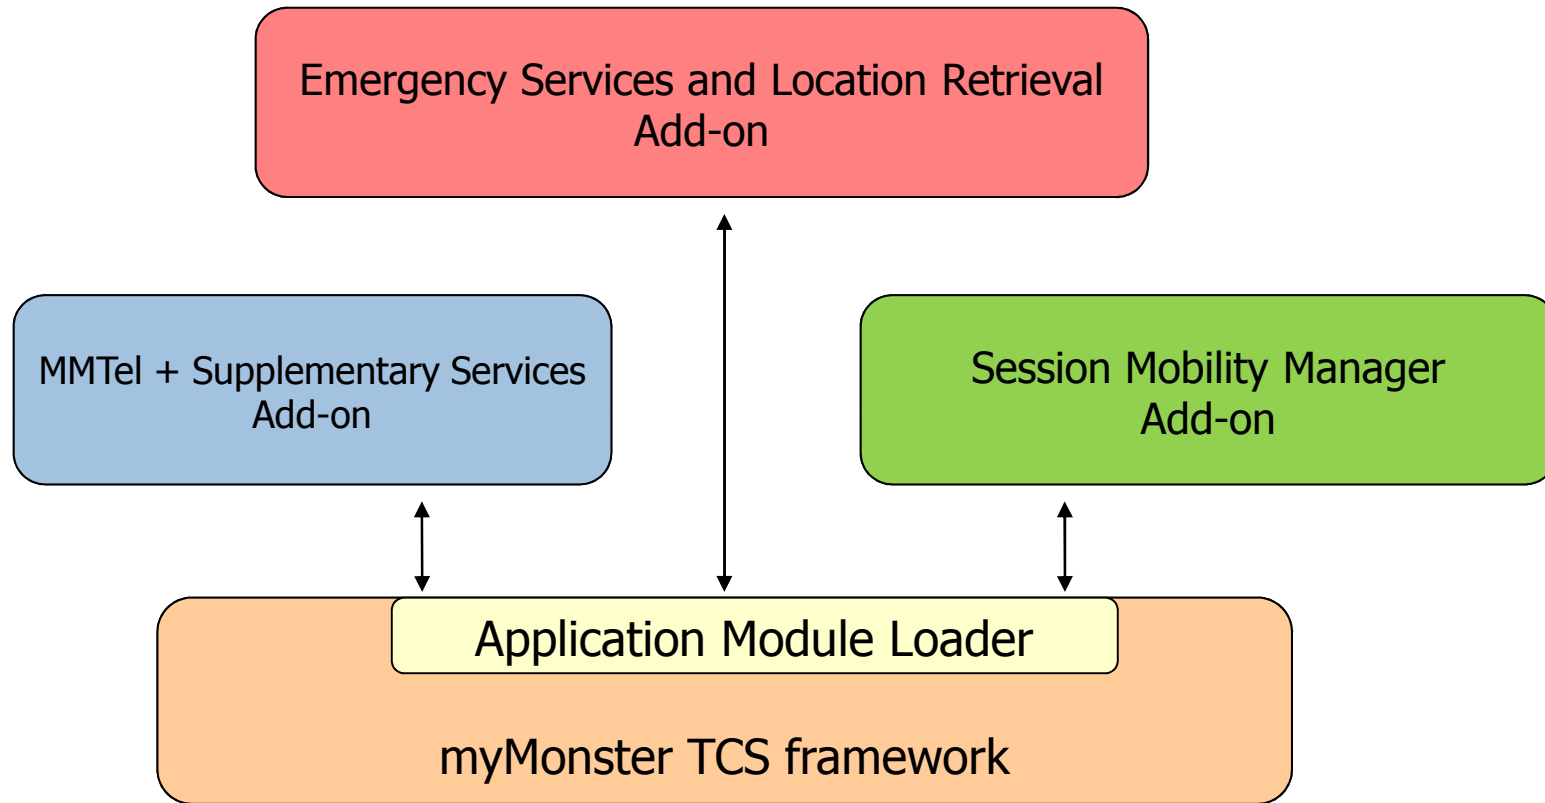 Emergency Services and Location Retrieval
Add-on
MMTel + Supplementary Services
Add-on
Session Mobility Manager
Add-on
Application Module Loader
myMonster TCS framework